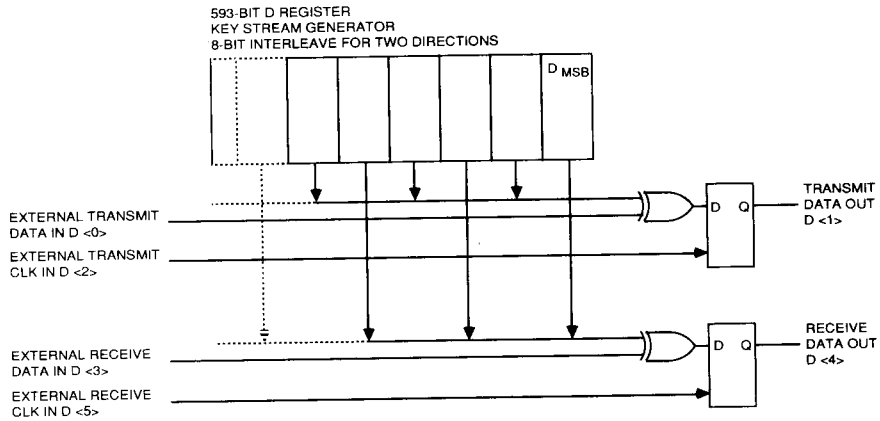 593-BIT D REGISTER
KEY STREAM GENERATOR
8-BIT INTERLEAVE FOR TWO DIRECTIONS
D MSB
EXTERNAL TRANSMIT
DATA IN D <0>
EXTERNAL TRANSMIT
CLK IN D <2>
D Q
TRANSMIT
DATA OUT
D <1>
EXTERNAL RECEIVE
DATA IN D <3>
EXTERNAL RECEIVE
CLK IN D <5>
D Q
RECEIVE
DATA OUT
D <4>